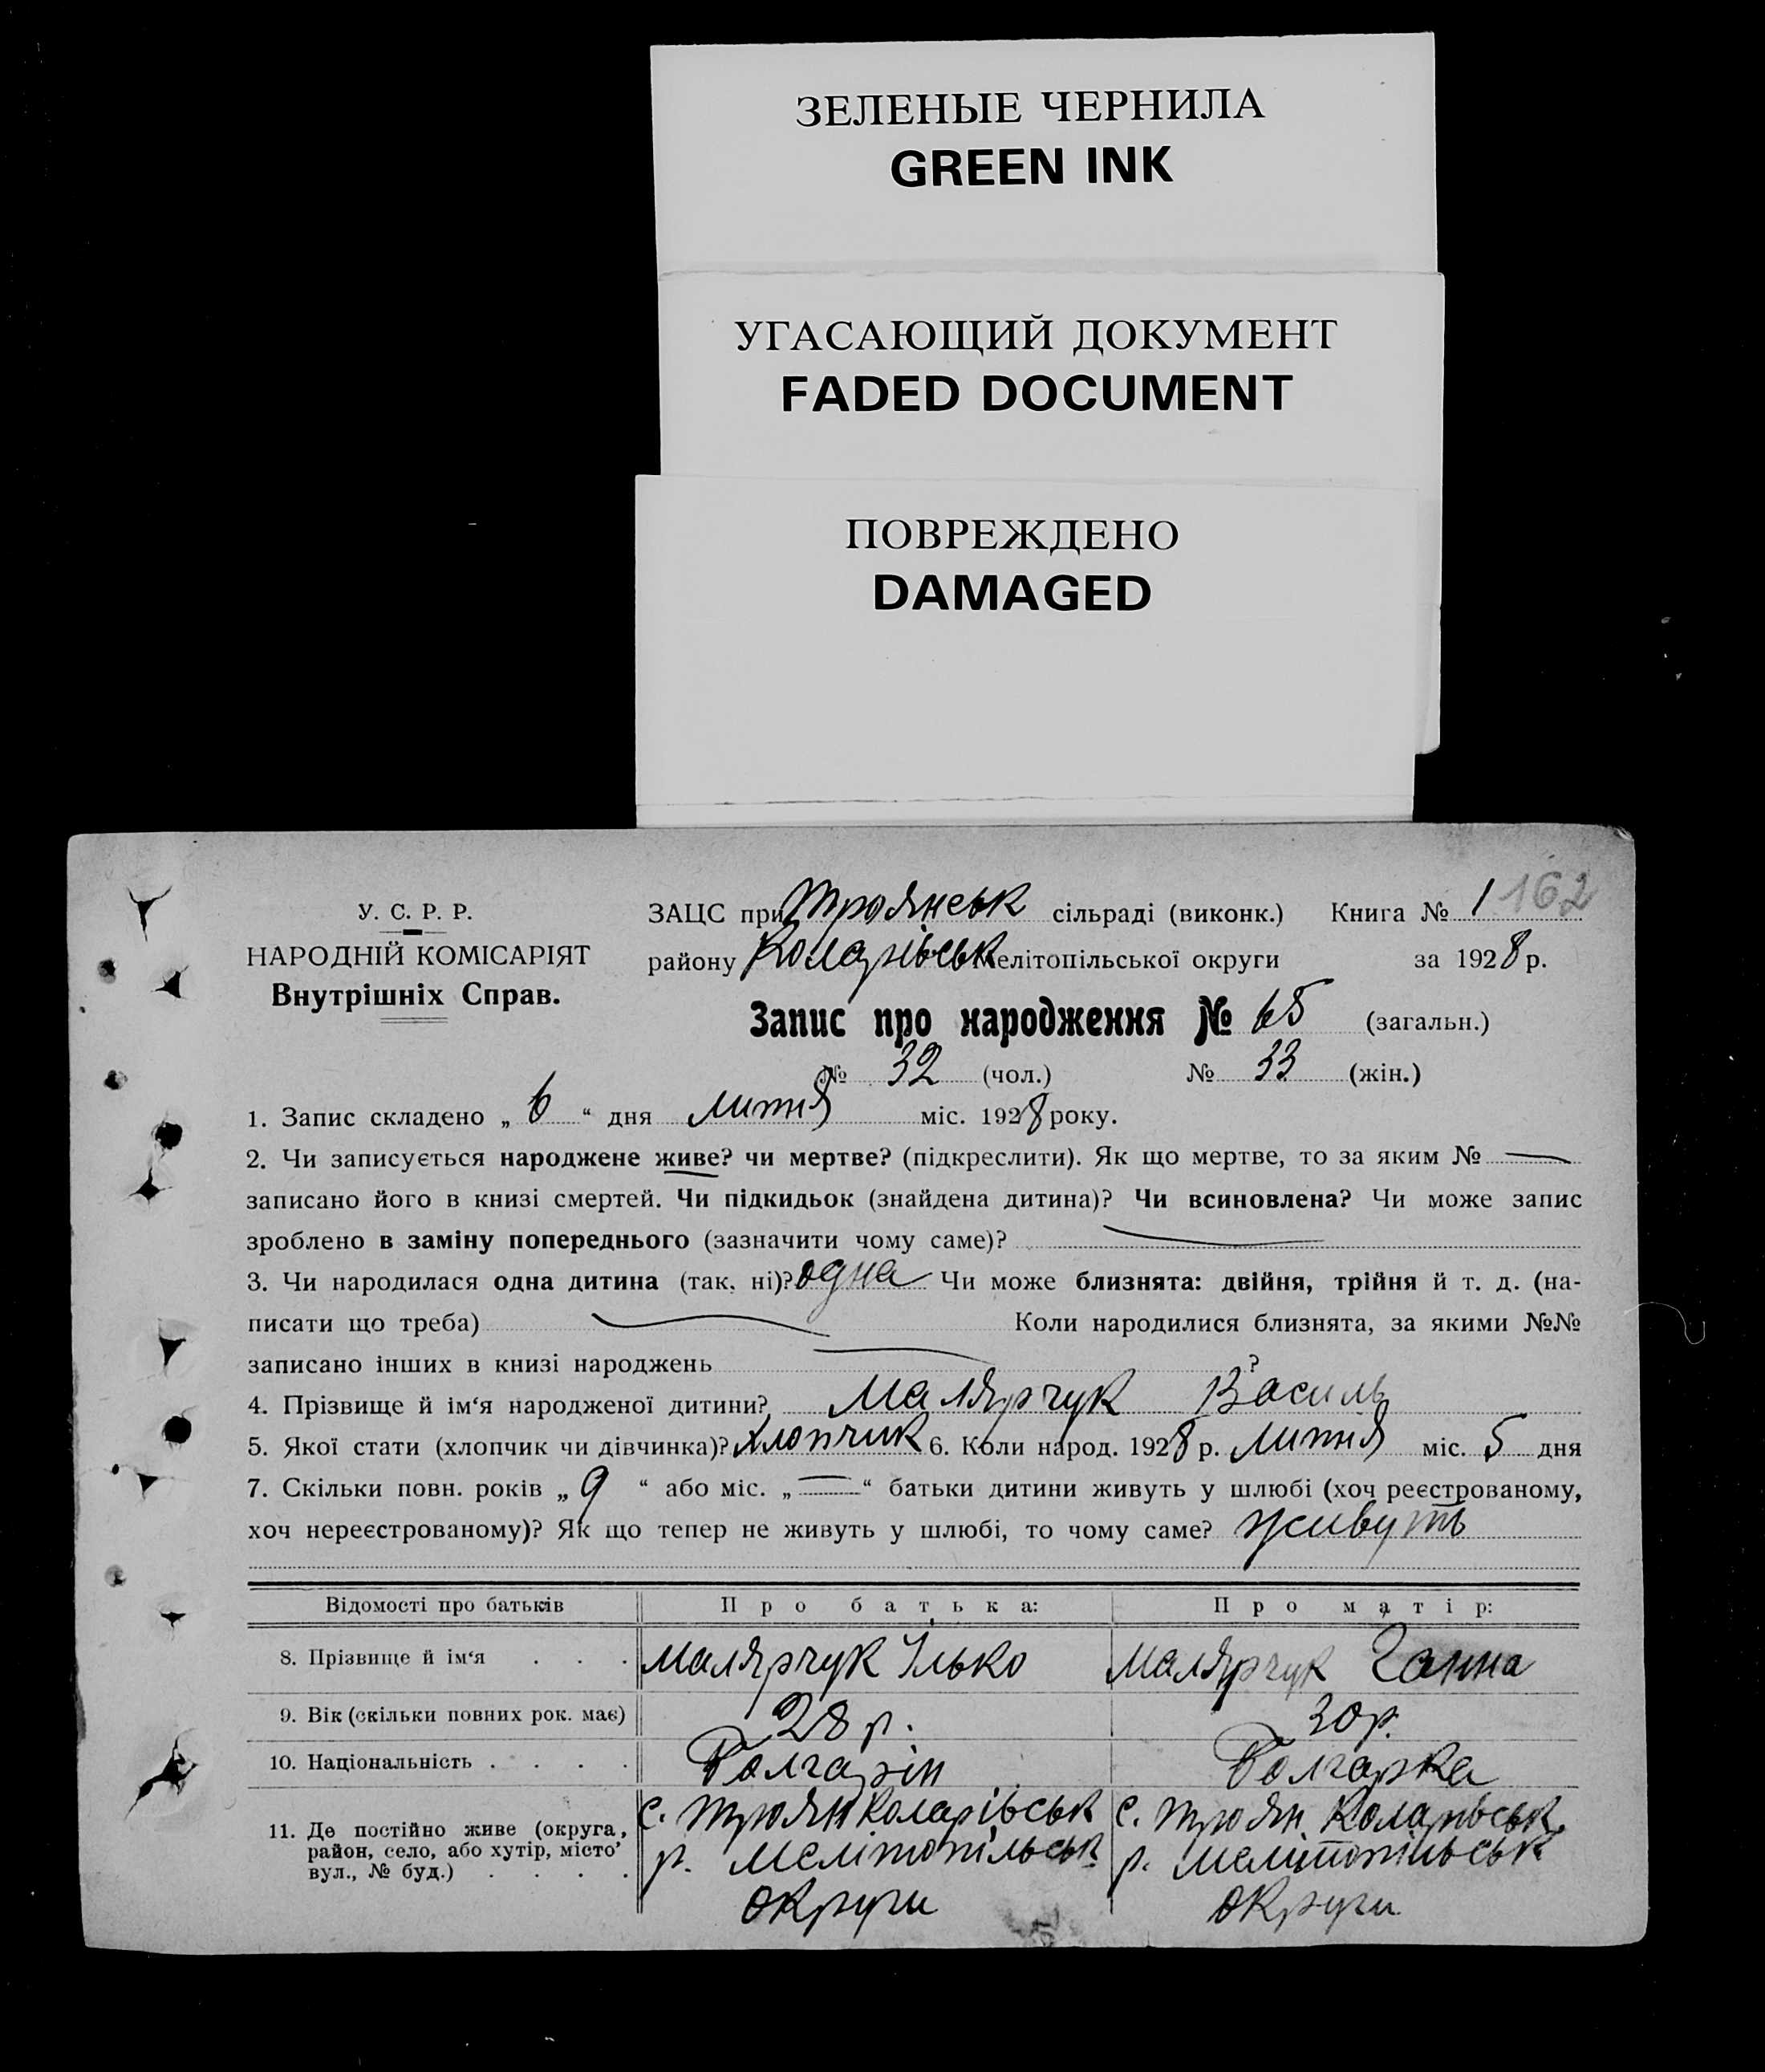 ЗЕЛЕНЫЕ ЧЕРНИЛА
GREEN INK
УГАСАЮЩИЙ ДОКУМЕНТ
FADED DOCUMENT
ПОВРЕЖДЕНО
DAMAGED
162
У. С. Р. Р.
НАРОДНІЙ КОМІСАРІЯТ
Внутрішніх Справ.
ЗАЦС при Троянськ сільраді (виконк.) Книга № 1
району Коларівськ Мелітопільської округи за 1928 р.
Запис про народження № 65 (загальн.)
№ 32 (чол.) № 33 (жін.)
1. Запис складено „ 6 “ дня липня міс. 1928 року.
2. Чи записується народжене живе? чи мертве? (підкреслити). Як що мертве, то за яким № —
записано його в книзі смертей. Чи підкидьок (знайдена дитина)? Чи всиновлена? Чи може запис
зроблено в заміну попереднього (зазначити чому саме)? —
3. Чи народилася одна дитина (так, ні)? одна Чи може близнята: двійня, трійня й т. д. (на-
писати що треба) — Коли народилися близнята, за якими №№
записано інших в книзі народжень — ?
4. Прізвище й ім‘я народженої дитини? Малярчук Василь
5. Якої стати (хлопчик чи дівчинка)? хлопчик 6. Коли народ. 1928 р. липня міс. 5 дня
7. Скільки повн. років „ 9 “ або міс. „ — “ батьки дитини живуть у шлюбі (хоч реєстрованому,
хоч нереєстрованому)? Як що тепер не живуть у шлюбі, то чому саме? живуть
Відомості про батьків Про батька: Про матір:
8. Прізвище й ім‘я . . . Малярчук Ілько Малярчук Ганна
9. Вік (скільки повних рок. має) 28 р. 30 р.
10. Національність . . . . Болгарін Болгарка
11. Де постійно живе (округа, район, село, або хутір, місто’ вул., № буд.) . . . .
с. Троян Коларівськ
р. Мелітопільськ
округи
с. Троян Коларівськ.
р. Мелітопільськ
округи